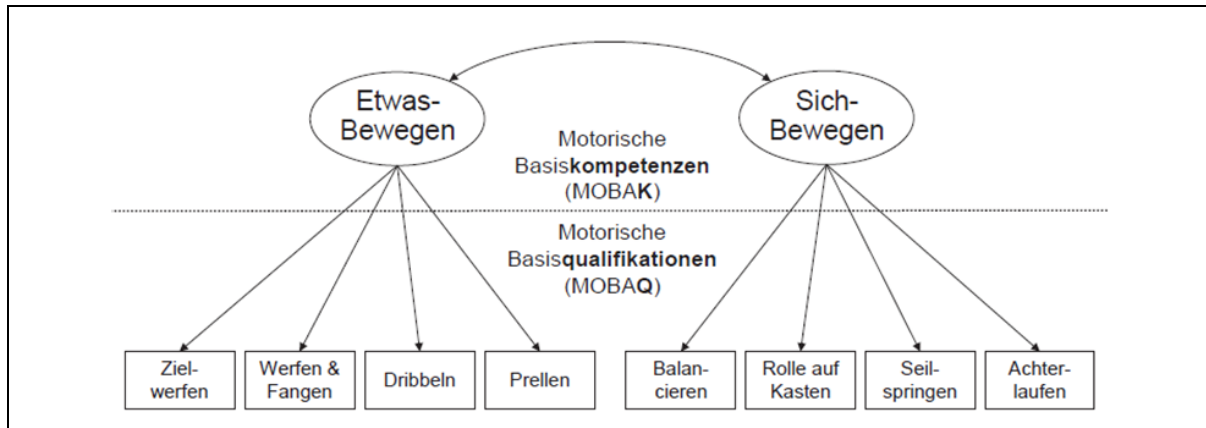 Etwas-
Bewegen
Sich-
Bewegen
Motorische
Basiskompetenzen
(MOBAK)
Motorische
Basisqualifikationen
(MOBAQ)
Ziel-
werfen
Werfen &
Fangen
Dribbeln
Prellen
Balan-
cieren
Rolle auf
Kasten
Seil-
springen
Achter-
laufen